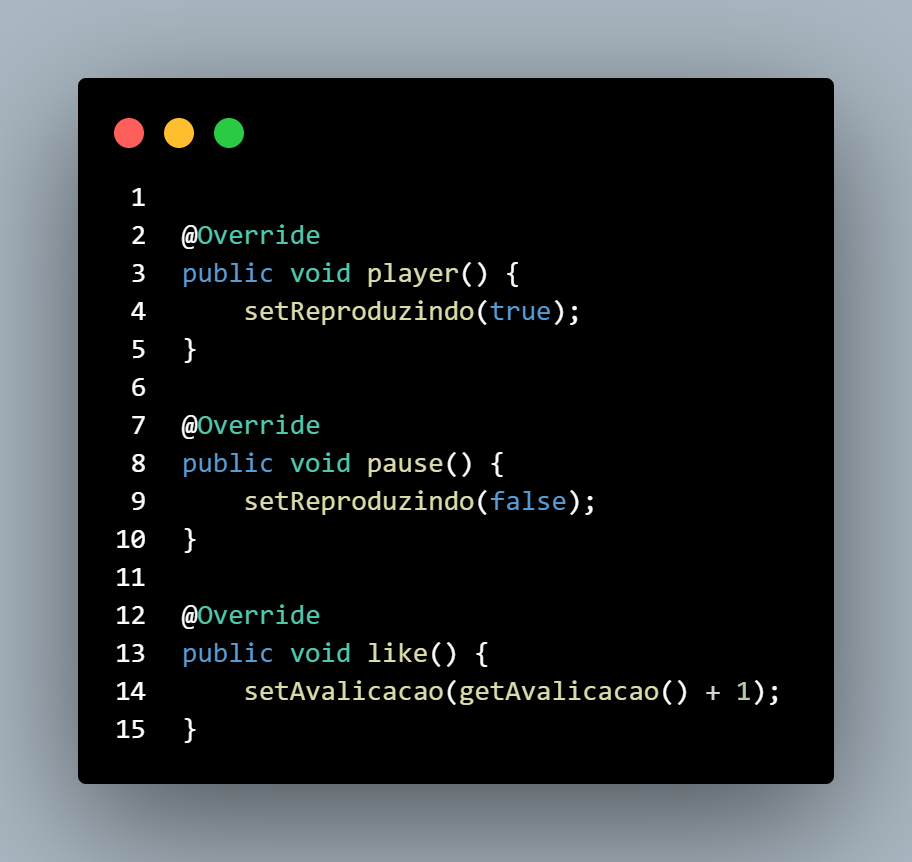 1
2 @Override
3 public void player() {
4     setReproduzindo(true);
5 }
6
7 @Override
8 public void pause() {
9     setReproduzindo(false);
10 }
11
12 @Override
13 public void like() {
14     setAvalicacao(getAvalicacao() + 1);
15 }